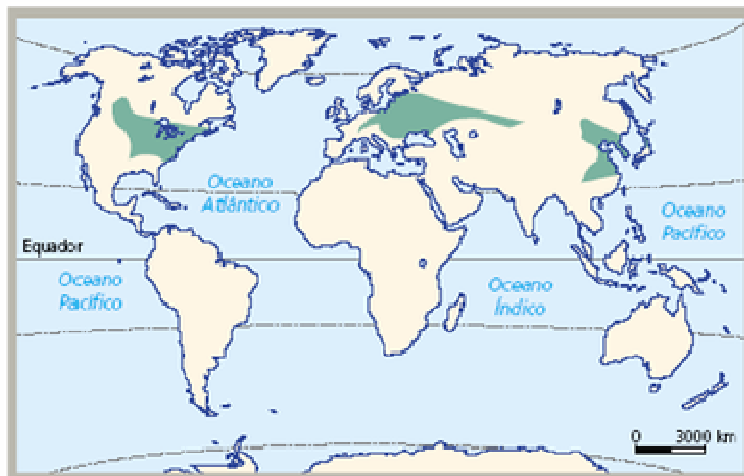 Oceano
Atlântico
Oceano
Pacífico
Equador
Oceano
Pacífico
Oceano
Índico
0 3000 km